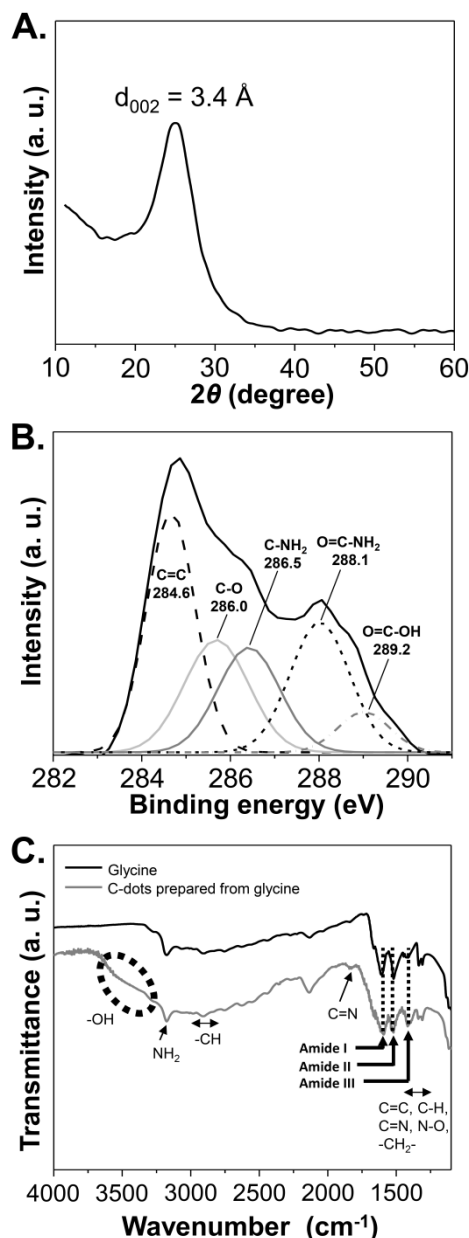 A.
d002 = 3.4 Å
Intensity (a. u.)
10 20 30 40 50 60
2θ (degree)
B.
Intensity (a. u.)
C=C
284.6
C-O
286.0
C-NH2
286.5
O=C-NH2
288.1
O=C-OH
289.2
282 284 286 288 290
Binding energy (eV)
C.
Glycine
C-dots prepared from glycine
Transmittance (a. u.)
-OH
NH2
-CH
C=N
Amide I
Amide II
Amide III
C=C, C-H,
C=N, N-O,
-CH2-
4000 3500 3000 2500 2000 1500
Wavenumber (cm-1)